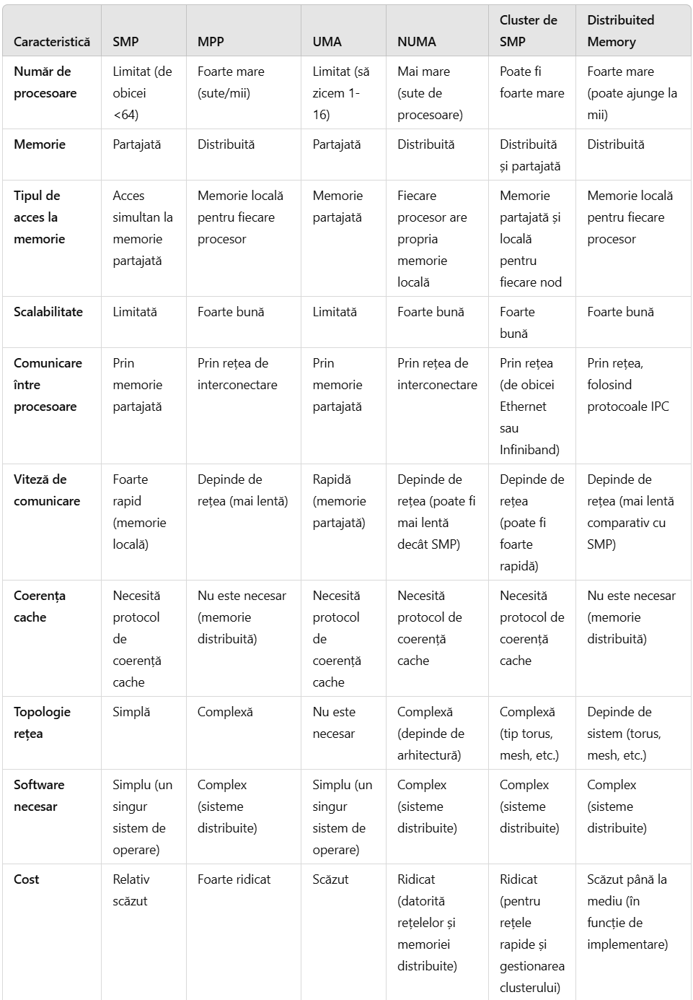 Caracteristică SMP MPP UMA NUMA Cluster de SMP Distribuited Memory
Număr de procesoare
Limitat (de obicei <64)
Foarte mare (sute/mii)
Limitat (să zicem 1-16)
Mai mare (sute de procesoare)
Poate fi foarte mare
Foarte mare (poate ajunge la mii)
Memorie
Partajată
Distribuită
Partajată
Distribuită
Distribuită și partajată
Distribuită
Tipul de acces la memorie
Acces simultan la memorie partajată
Memorie locală pentru fiecare procesor
Memorie partajată
Fiecare procesor are propria memorie locală
Memorie partajată și locală pentru fiecare nod
Memorie locală pentru fiecare procesor
Scalabilitate
Limitată
Foarte bună
Limitată
Foarte bună
Foarte bună
Foarte bună
Comunicare între procesoare
Prin memorie partajată
Prin rețea de interconectare
Prin memorie partajată
Prin rețea de interconectare
Prin rețea (de obicei Ethernet sau Infiniband)
Prin rețea, folosind protocoale IPC
Viteză de comunicare
Foarte rapid (memorie locală)
Depinde de rețea (mai lentă)
Rapidă (memorie partajată)
Depinde de rețea (poate fi mai lentă decât SMP)
Depinde de rețea (poate fi foarte rapidă)
Depinde de rețea (mai lentă comparativ cu SMP)
Coerența cache
Necesită protocol de coerență cache
Nu este necesar (memorie distribuită)
Necesită protocol de coerență cache
Necesită protocol de coerență cache
Necesită protocol de coerență cache
Nu este necesar (memorie distribuită)
Topologie rețea
Simplă
Complexă
Nu este necesar
Complexă (depinde de arhitectură)
Complexă (tip torus, mesh, etc.)
Depinde de sistem (torus, mesh, etc.)
Software necesar
Simplu (un singur sistem de operare)
Complex (sisteme distribuite)
Simplu (un singur sistem de operare)
Complex (sisteme distribuite)
Complex (sisteme distribuite)
Complex (sisteme distribuite)
Cost
Relativ scăzut
Foarte ridicat
Scăzut
Ridicat (datorită rețelelor și memoriei distribuite)
Ridicat (pentru rețele rapide și gestionarea clusterului)
Scăzut până la mediu (în funcție de implementare)